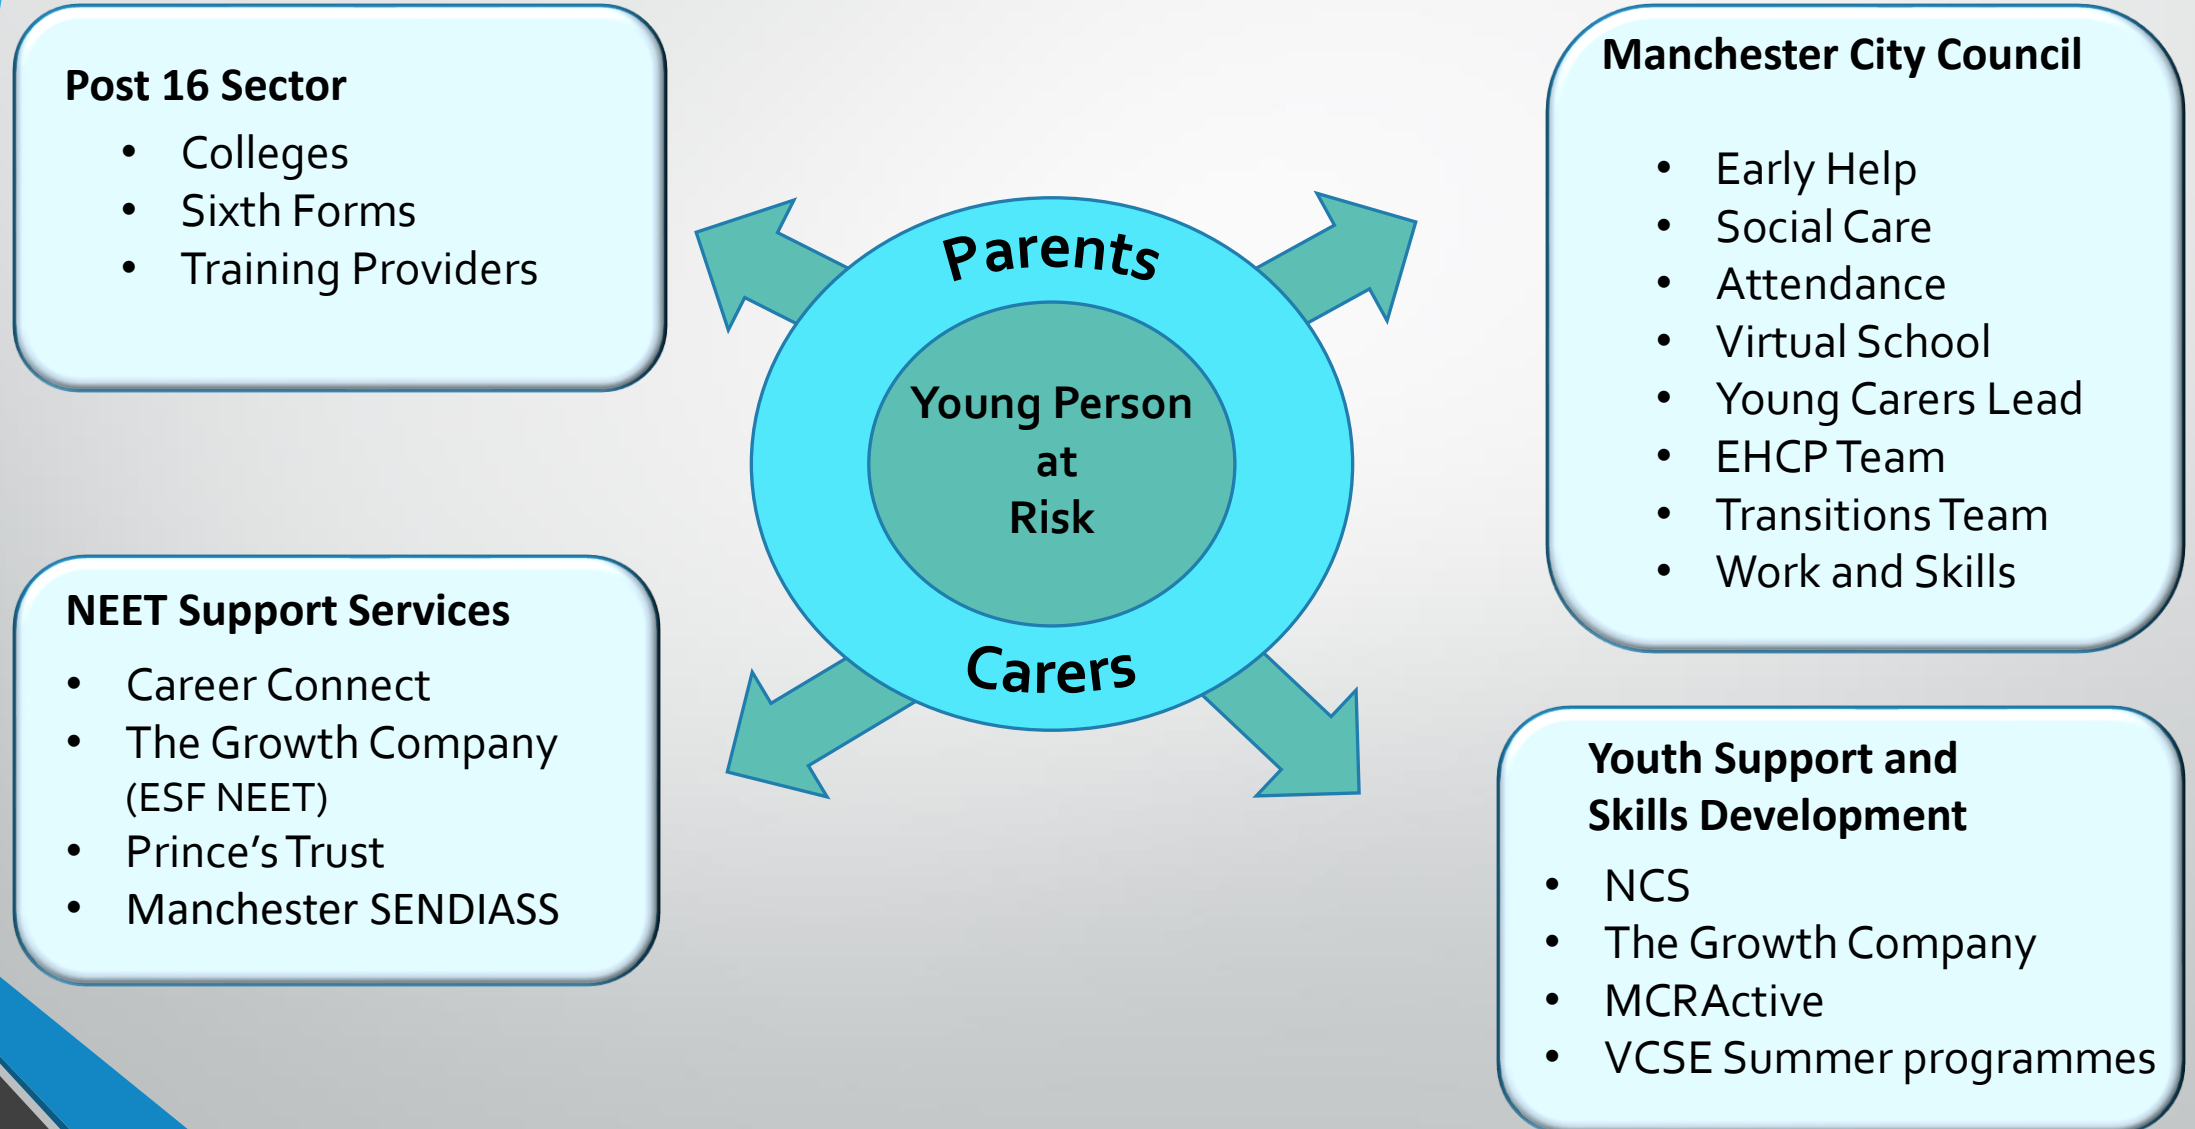 Post 16 Sector
• Colleges
• Sixth Forms
• Training Providers
NEET Support Services
• Career Connect
• The Growth Company
(ESF NEET)
• Prince’s Trust
• Manchester SENDIASS
Parents
Young Person
at
Risk
Carers
Manchester City Council
• Early Help
• Social Care
• Attendance
• Virtual School
• Young Carers Lead
• EHCP Team
• Transitions Team
• Work and Skills
Youth Support and
Skills Development
• NCS
• The Growth Company
• MCRActive
• VCSE Summer programmes